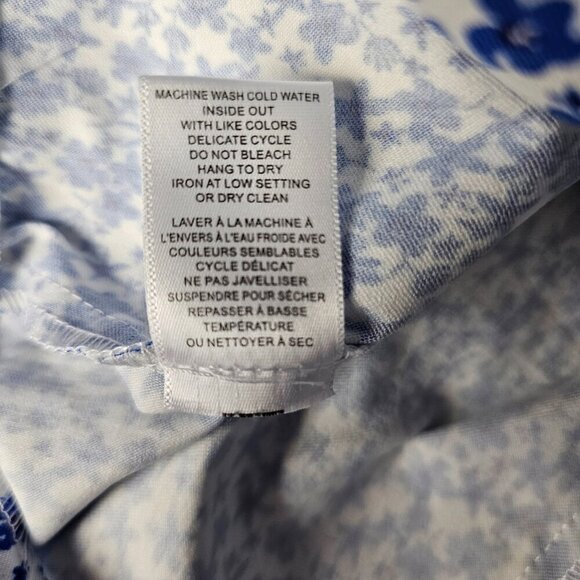 MACHINE WASH COLD WATER
INSIDE OUT
WITH LIKE COLORS
DELICATE CYCLE
DO NOT BLEACH
HANG TO DRY
IRON AT LOW SETTING
OR DRY CLEAN
LAVER À LA MACHINE À
L'ENVERS À L'EAU FROIDE AVEC
COULEURS SEMBLABLES
CYCLE DÉLICAT
NE PAS JAVELLISER
SUSPENDRE POUR SÉCHER
REPASSER À BASSE
TEMPÉRATURE
OU NETTOYER À SEC